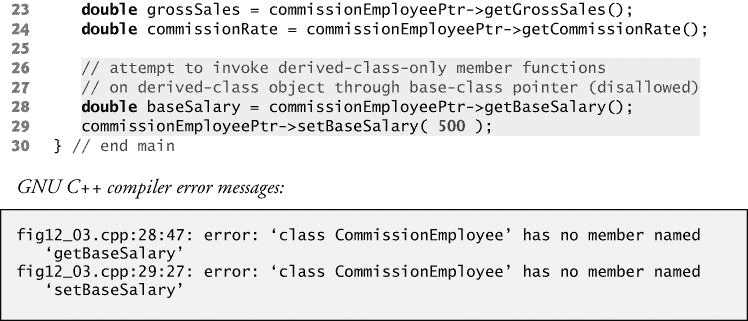 23 double grossSales = commissionEmployeePtr->getGrossSales();
24 double commissionRate = commissionEmployeePtr->getCommissionRate();
25
26 // attempt to invoke derived-class-only member functions
27 // on derived-class object through base-class pointer (disallowed)
28 double baseSalary = commissionEmployeePtr->getBaseSalary();
29 commissionEmployeePtr->setBaseSalary( 500 );
30 } // end main
GNU C++ compiler error messages:
fig12_03.cpp:28:47: error: ‘class CommissionEmployee’ has no member named
‘getBaseSalary’
fig12_03.cpp:29:27: error: ‘class CommissionEmployee’ has no member named
‘setBaseSalary’